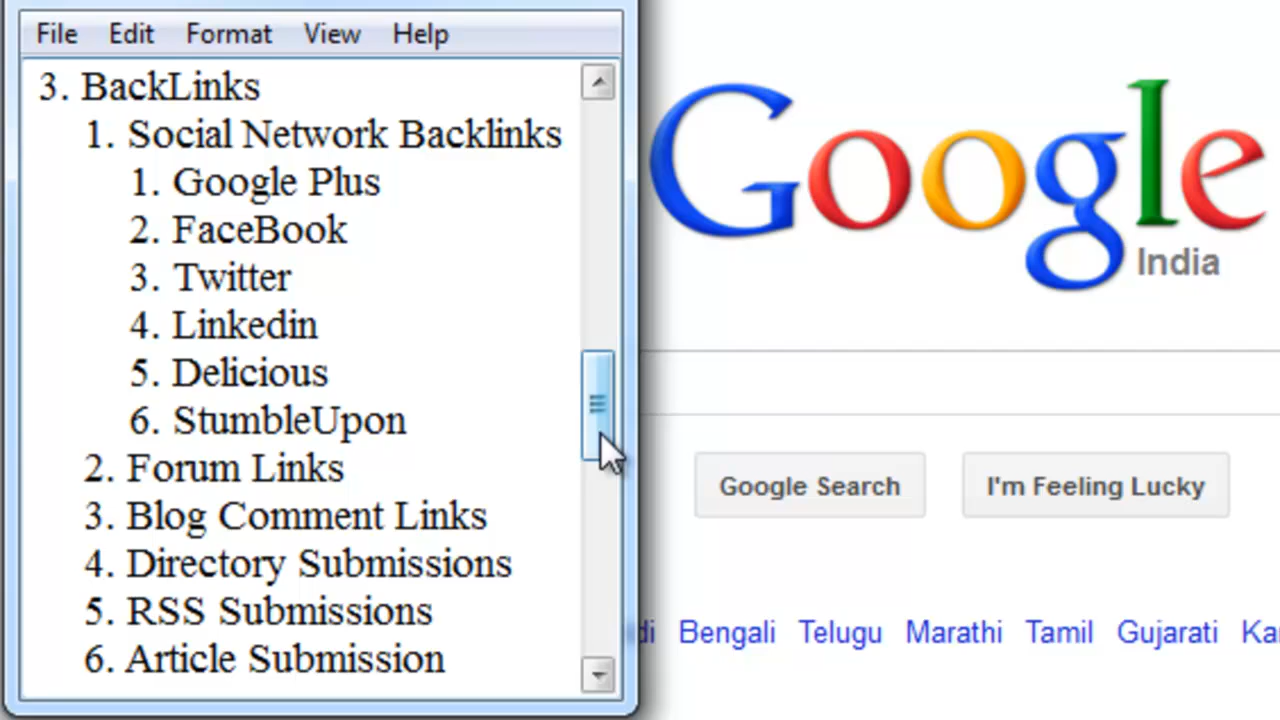 File Edit Format View Help
3. BackLinks
1. Social Network Backlinks
1. Google Plus
2. FaceBook
3. Twitter
4. Linkedin
5. Delicious
6. StumbleUpon
2. Forum Links
3. Blog Comment Links
4. Directory Submissions
5. RSS Submissions
6. Article Submission
Google
India
Google Search I'm Feeling Lucky
Bengali Telugu Marathi Tamil Gujarati